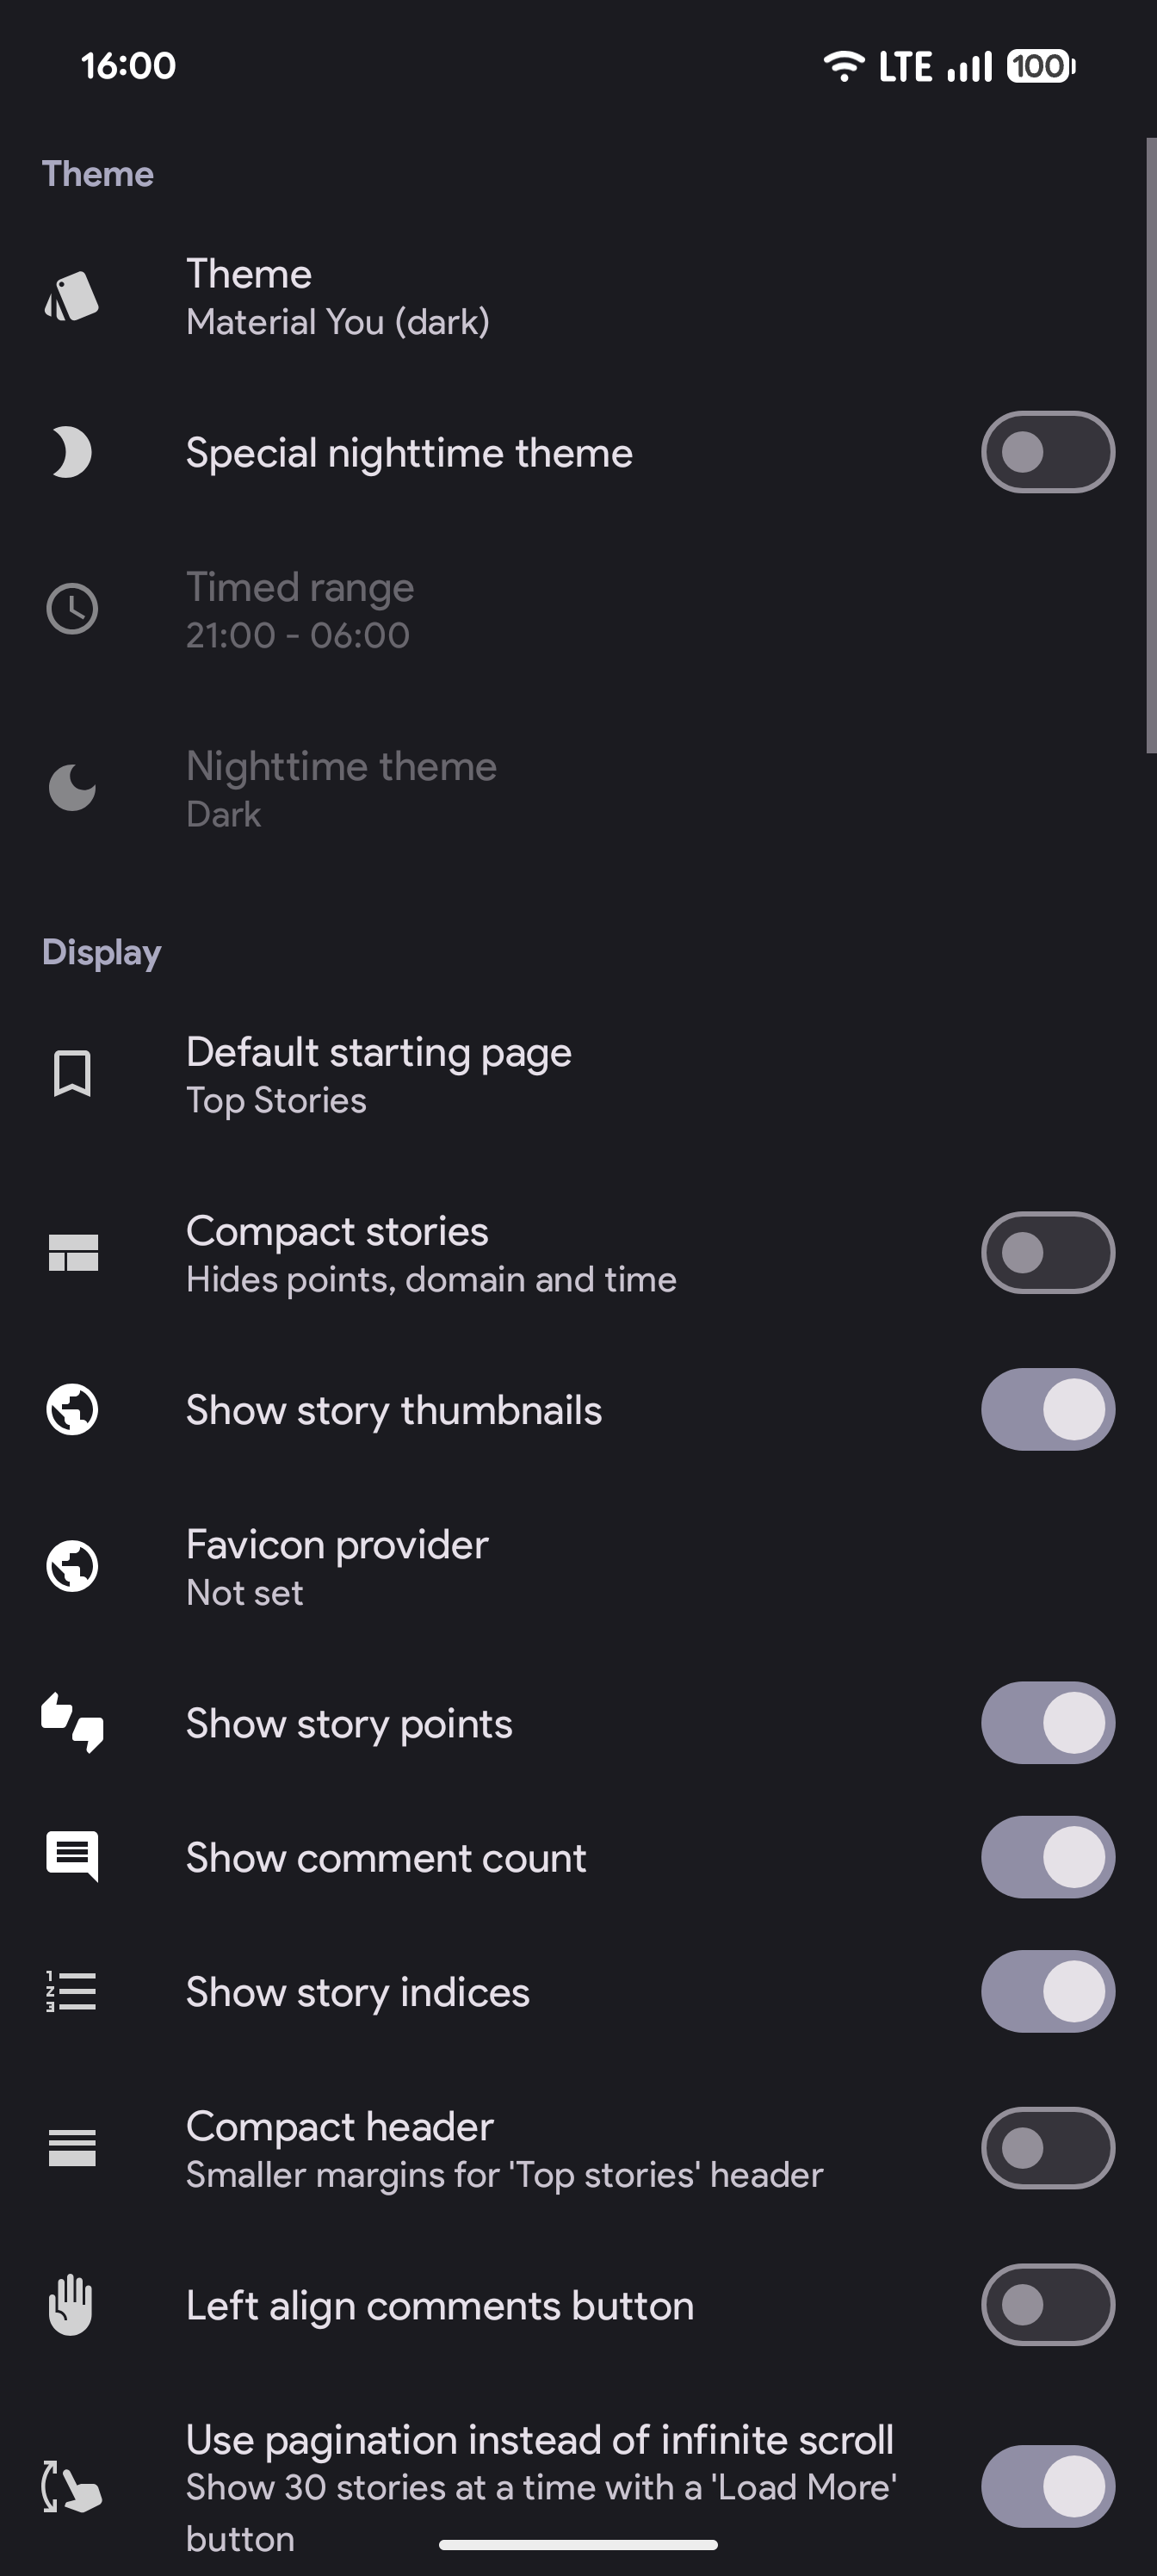 16:00 LTE 100
Theme
Theme
Material You (dark)
Special nighttime theme
Timed range
21:00 - 06:00
Nighttime theme
Dark
Display
Default starting page
Top Stories
Compact stories
Hides points, domain and time
Show story thumbnails
Favicon provider
Not set
Show story points
Show comment count
Show story indices
Compact header
Smaller margins for 'Top stories' header
Left align comments button
Use pagination instead of infinite scroll
Show 30 stories at a time with a 'Load More'
button